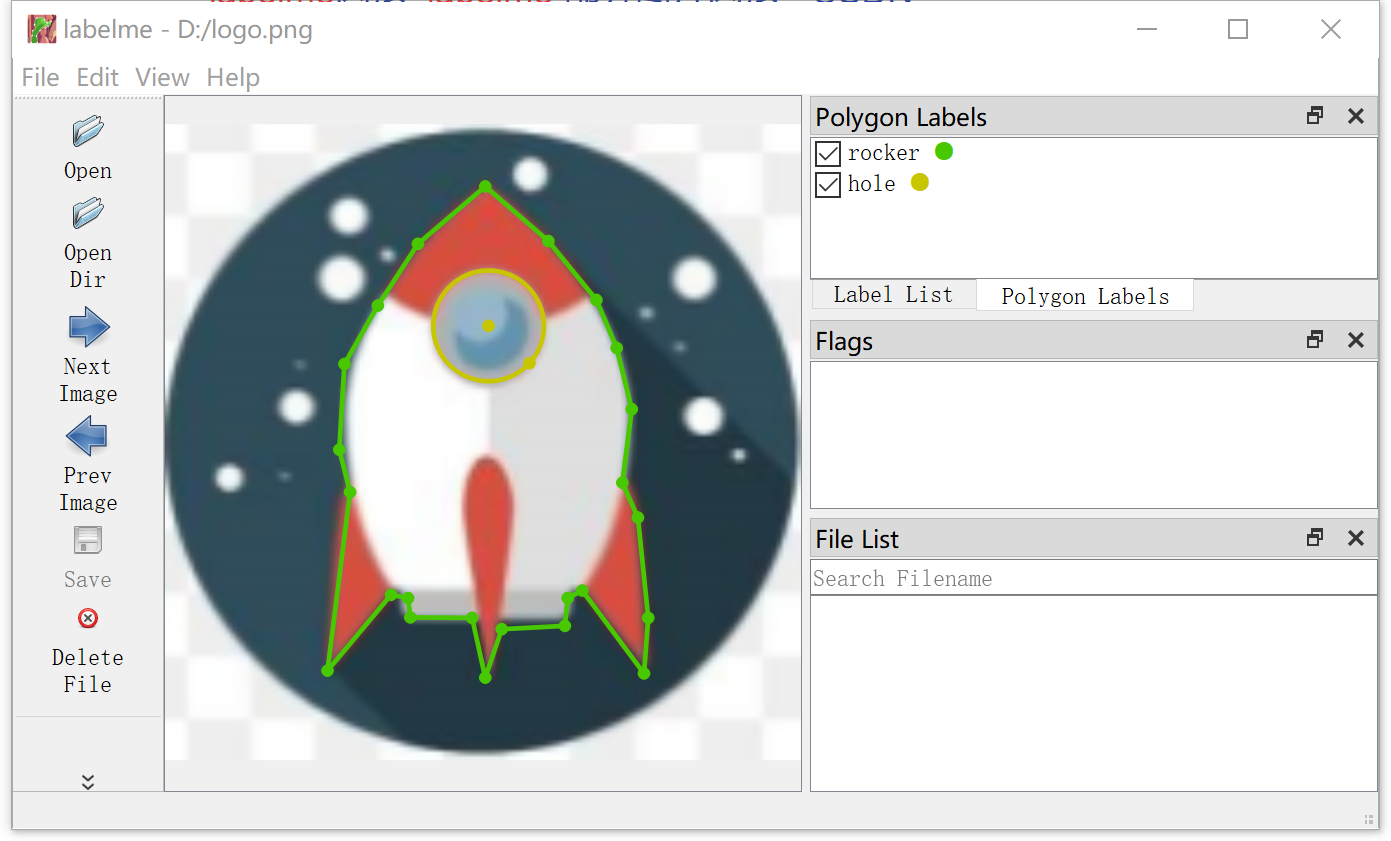 labelme - D:/logo.png
File Edit View Help
Open
Open
Dir
Next
Image
Prev
Image
Save
Delete
File
Polygon Labels
rocker
hole
Label List Polygon Labels
Flags
File List
Search Filename